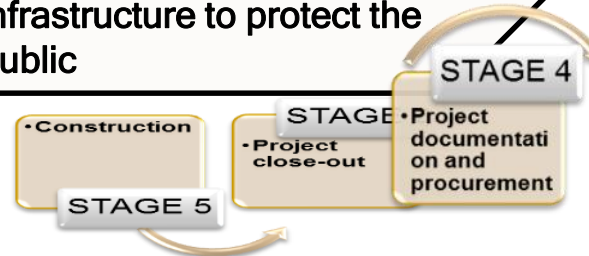 nfrastructure to protect the
ublic
STAGE 4
•Project
documentati
on and
procurement
•Construction
STAGE 5
STAGE
•Project
close-out